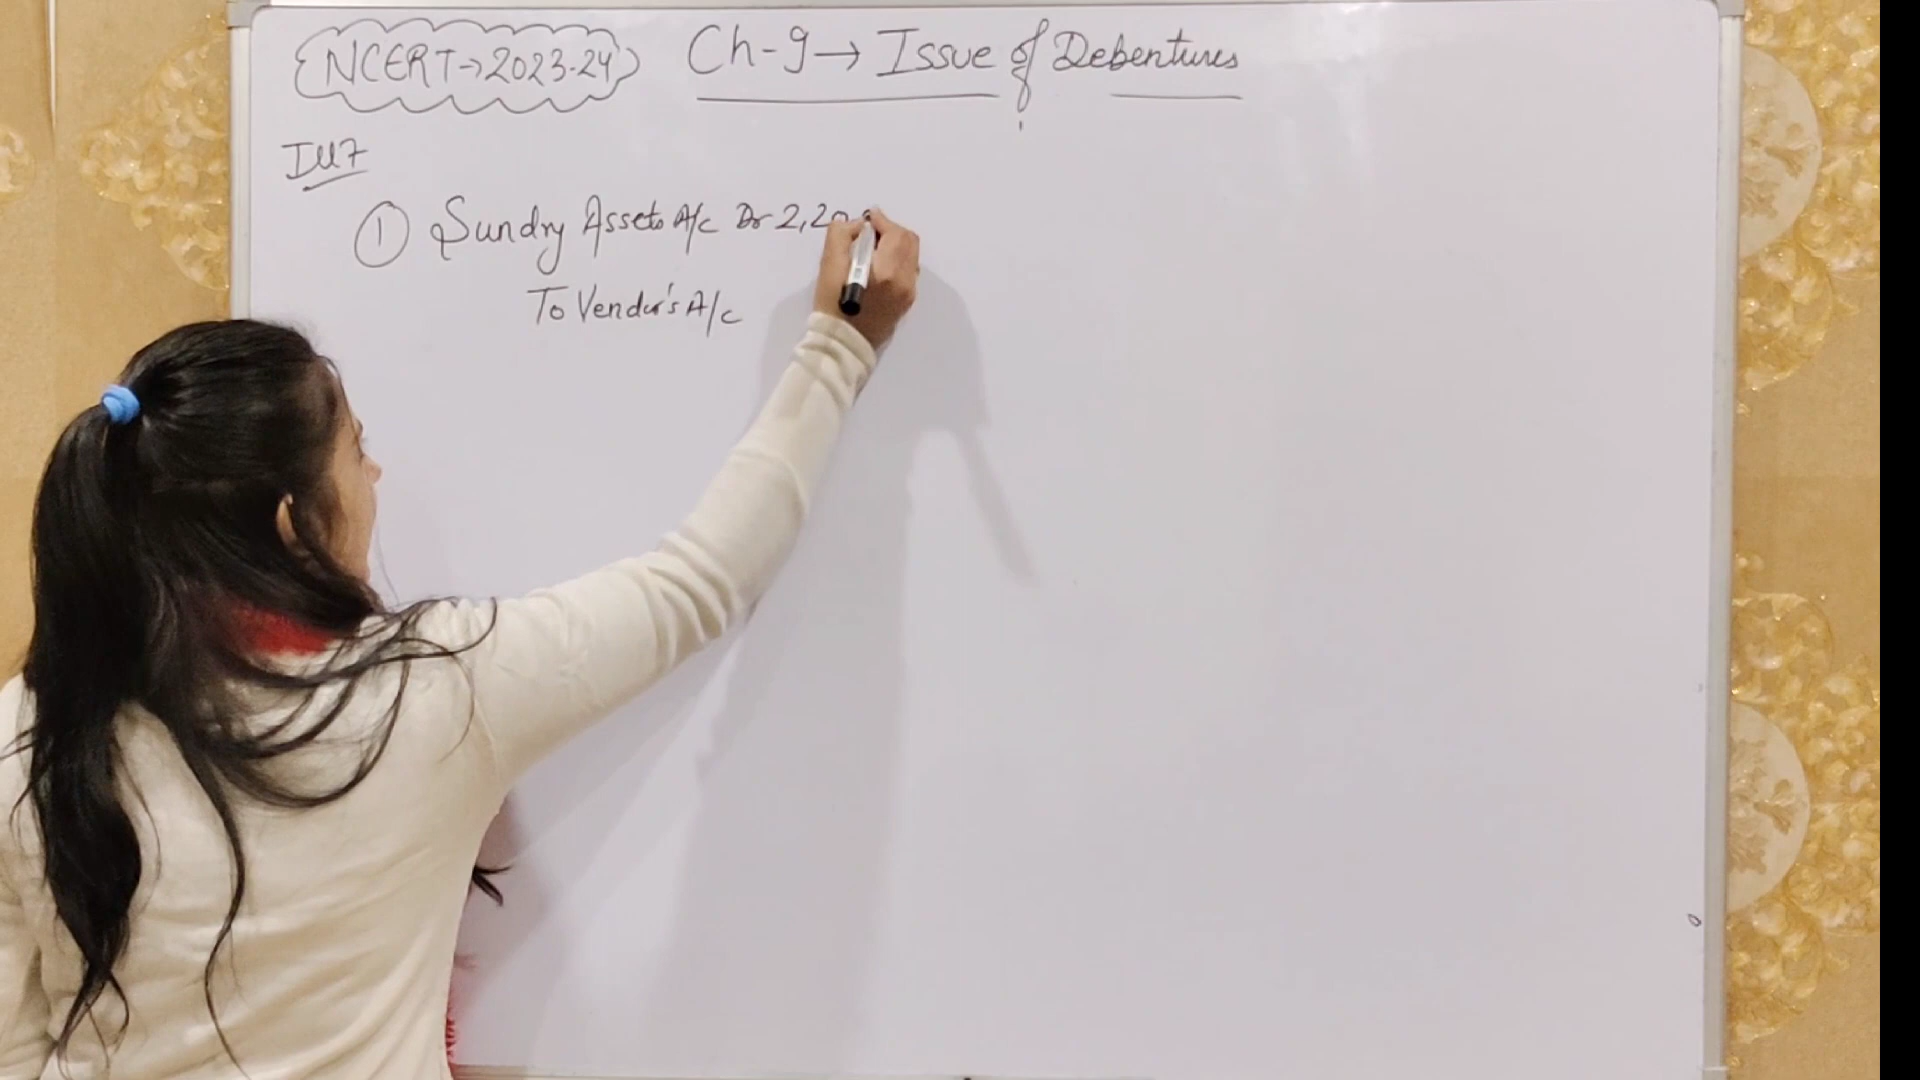 NCERT→2023-24 Ch-9→ Issue of Debentures
Ill 7
① Sundry Assets A/c Dr 2,20
To Vendor's A/c